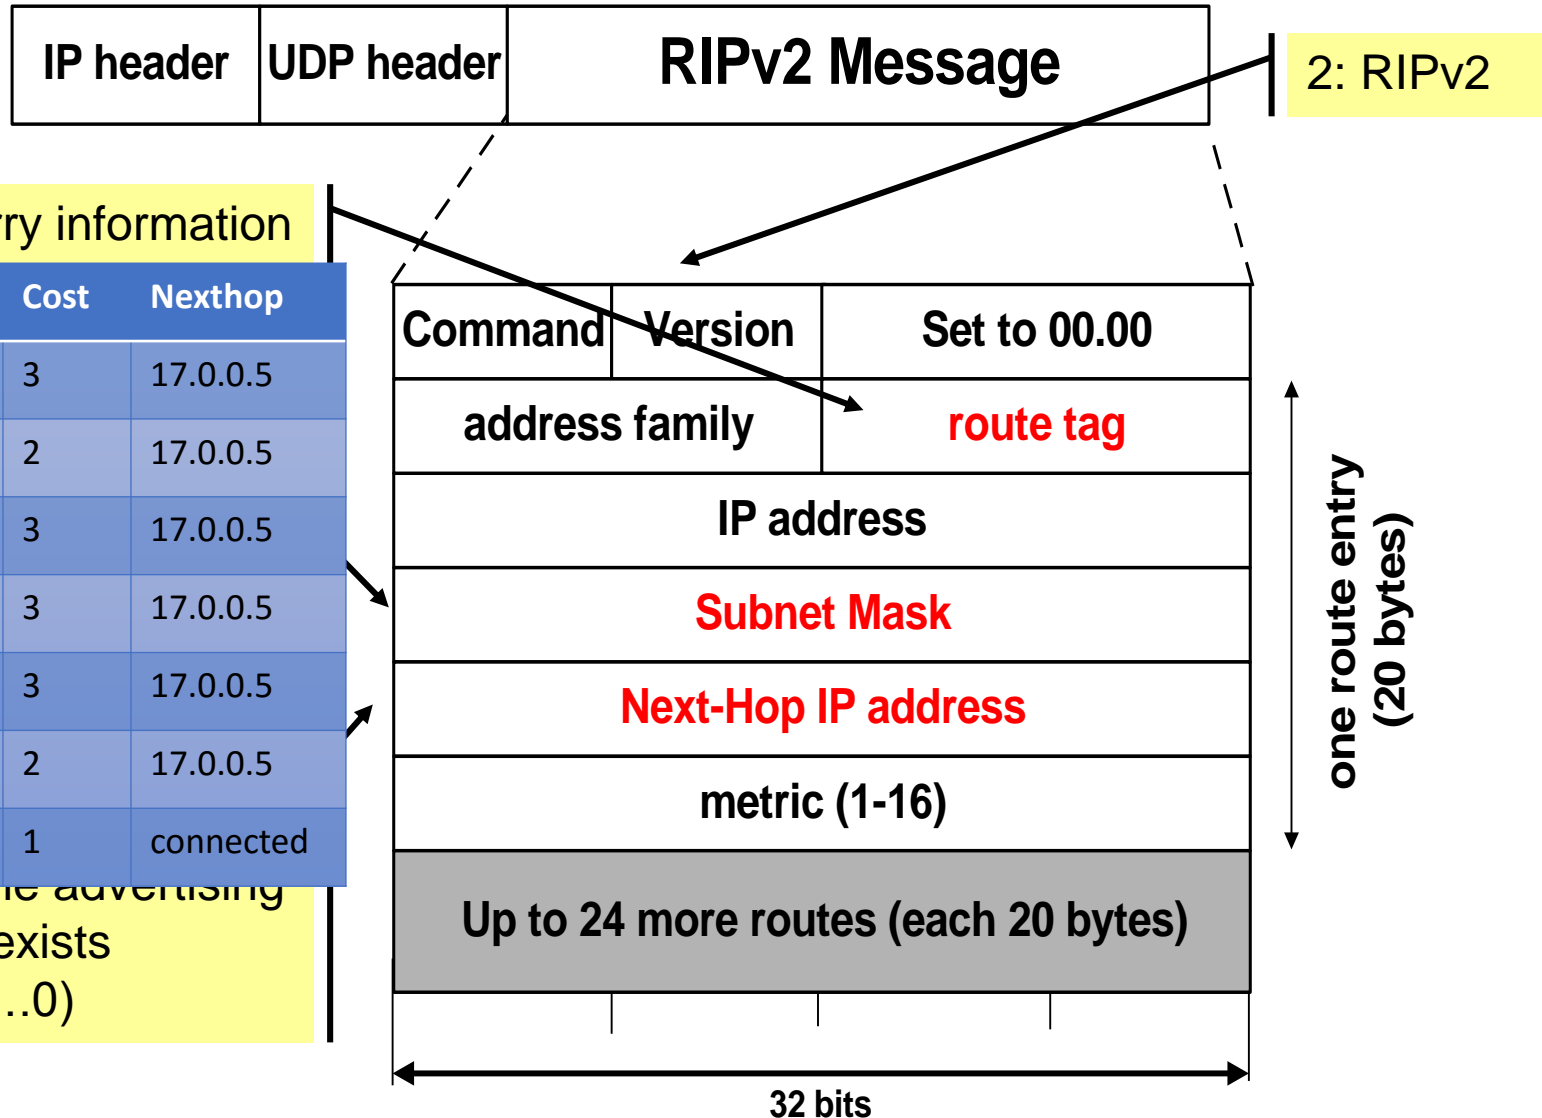 IP header UDP header RIPv2 Message
2: RIPv2
information
Cost Nexthop
3 17.0.0.5
2 17.0.0.5
3 17.0.0.5
3 17.0.0.5
3 17.0.0.5
2 17.0.0.5
1 connected
advertising
exists
..0)
Command Version Set to 00.00
address family route tag
IP address
Subnet Mask
Next-Hop IP address
metric (1-16)
Up to 24 more routes (each 20 bytes)
one route entry
(20 bytes)
32 bits